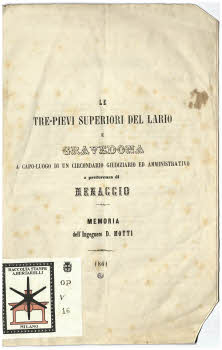 LE
TRE-PIEVI SUPERIORI DEL LARIO
E
GRAVEDONA
A CAPO-LUOGO DI UN CIRCONDARIO GIUDIZIARIO ED AMMINISTRATIVO
a preferenza di
MENAGGIO
MEMORIA
dell'Ingegnere D. MOTTI
1861
RACCOLTA STAMPE
A. BERTARELLI
MILANO
OP
V
16